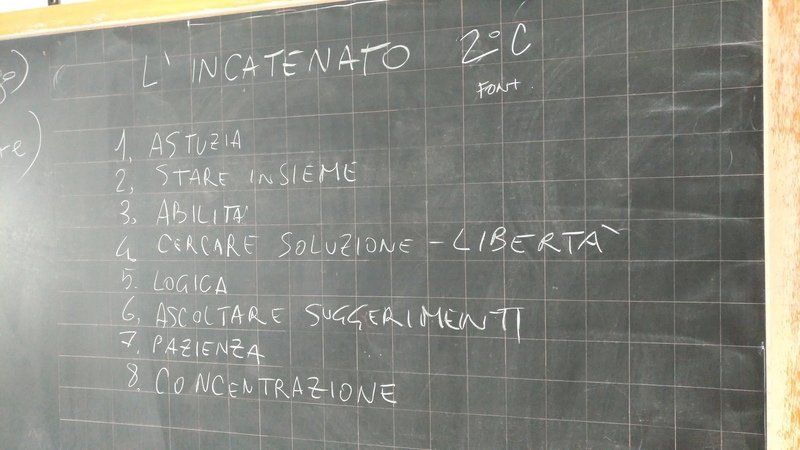 L' INCATENATO 2° C
FONT.
1, ASTUZIA
2, STARE INSIEME
3, ABILITA'
4 CERCARE SOLUZIONE - LIBERTÀ
5. LOGICA
6, ASCOLTARE SUGGERIMENTI
7. PAZIENZA
8. CONCENTRAZIONE